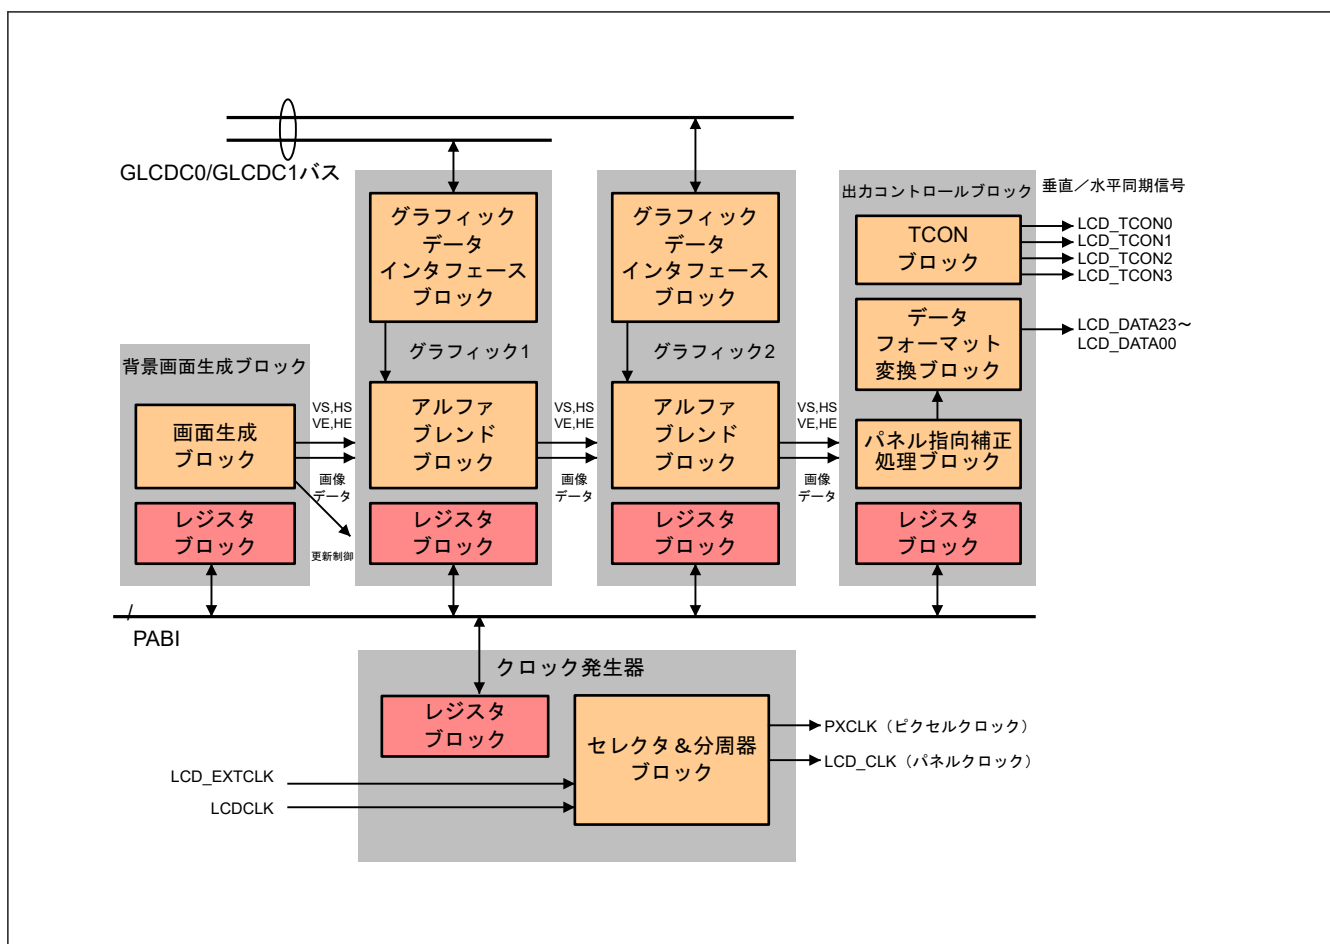 GLCDC0/GLCDC1バス
グラフィック
データ
インタフェース
ブロック
グラフィック1
アルファ
ブレンド
ブロック
レジスタ
ブロック
グラフィック
データ
インタフェース
ブロック
グラフィック2
アルファ
ブレンド
ブロック
レジスタ
ブロック
出力コントロールブロック
垂直／水平同期信号
TCON
ブロック
LCD_TCON0
LCD_TCON1
LCD_TCON2
LCD_TCON3
データ
フォーマット
変換ブロック
LCD_DATA23～
LCD_DATA00
パネル指向補正
処理ブロック
レジスタ
ブロック
背景画面生成ブロック
画面生成
ブロック
レジスタ
ブロック
VS,HS
VE,HE
画像
データ
更新制御
VS,HS
VE,HE
画像
データ
VS,HS
VE,HE
画像
データ
PABI
クロック発生器
レジスタ
ブロック
セレクタ＆分周器
ブロック
LCD_EXTCLK
LCDCLK
PXCLK（ピクセルクロック）
LCD_CLK（パネルクロック）